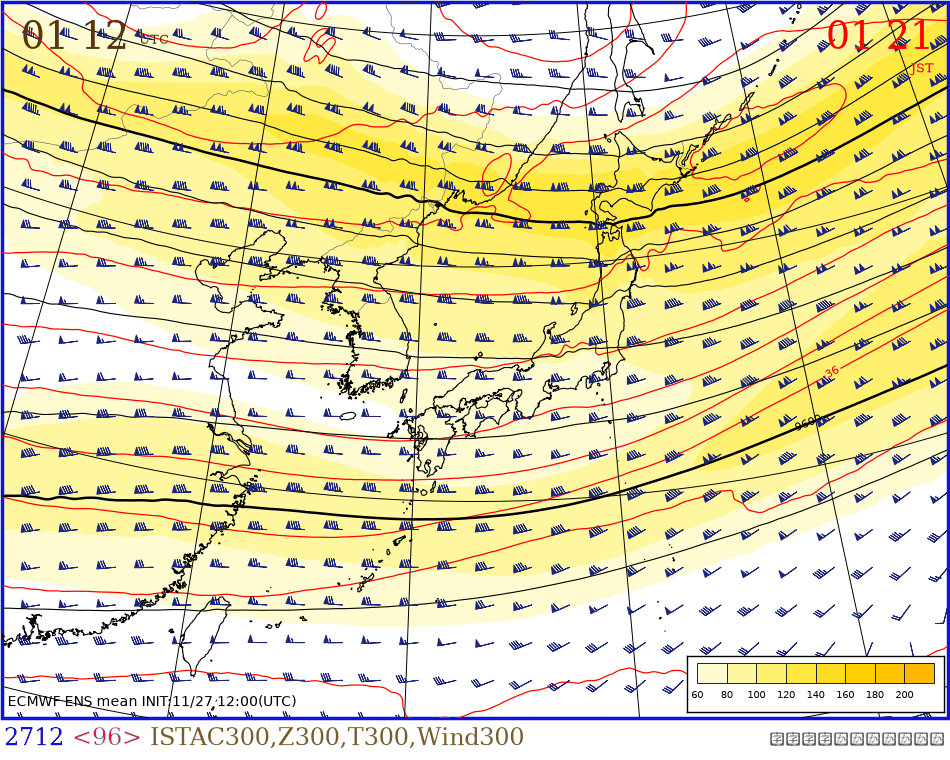 01 12 UTC
01 21
JST
-36
9600
60 80 100 120 140 160 180 200
ECMWF ENS mean INIT:11/27 12:00(UTC)
2712 <96> ISTAC300,Z300,T300,Wind300